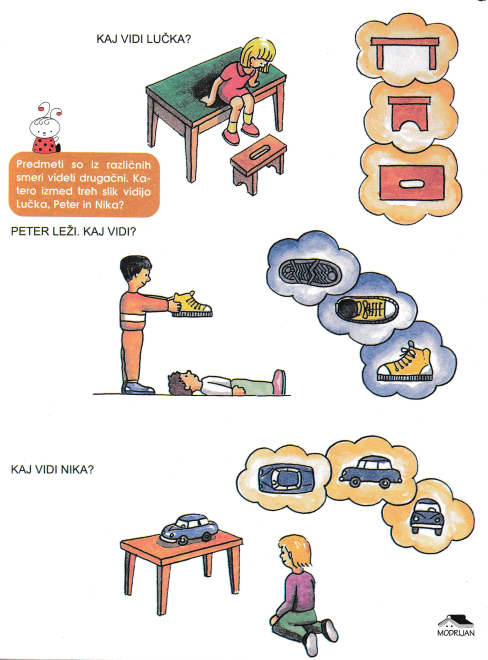 KAJ VIDI LUČKA?
Predmeti so iz različnih
smeri videti drugačni. Ka-
tero izmed treh slik vidijo
Lučka, Peter in Nika?
PETER LEŽI. KAJ VIDI?
KAJ VIDI NIKA?
MODRIJAN